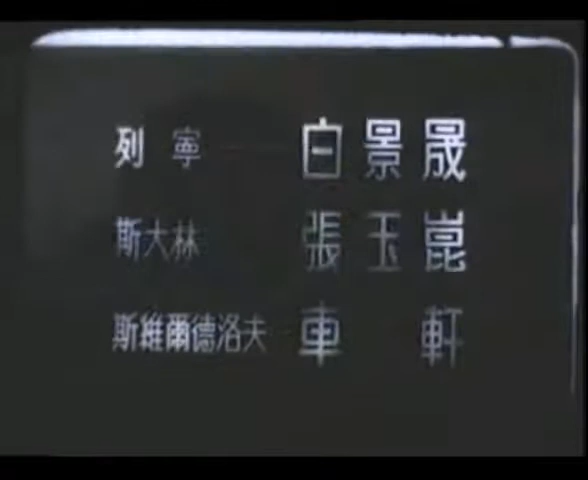 列寧 白景晟
斯大林 張玉崑
斯維爾德洛夫 車軒